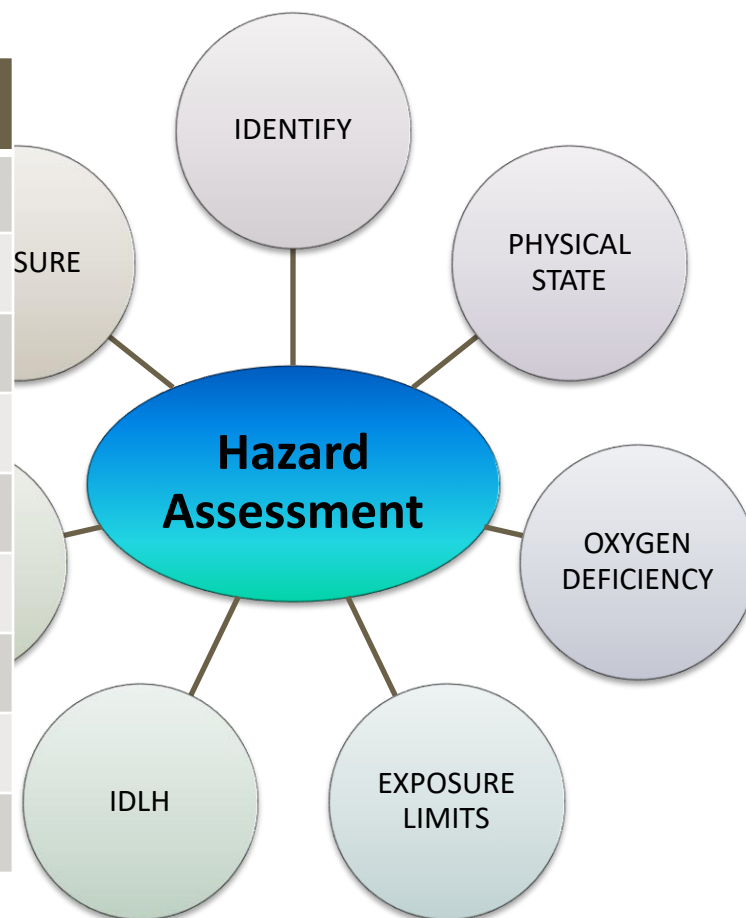 IDENTIFY
PHYSICAL
STATE
SURE
Hazard
Assessment
OXYGEN
DEFICIENCY
EXPOSURE
LIMITS
IDLH